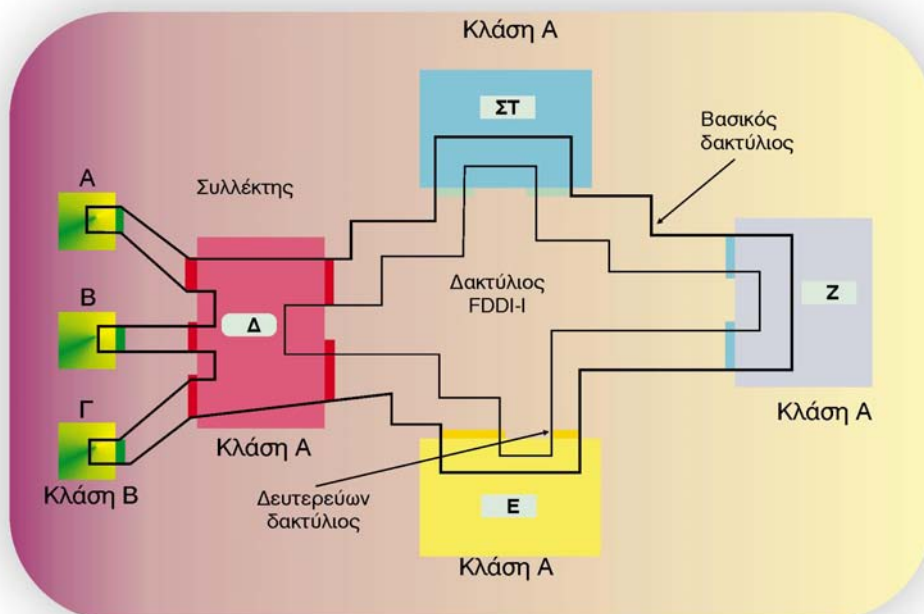 Κλάση Α
ΣΤ
Βασικός
δακτύλιος
Α
Συλλέκτης
Β
Δ
Δακτύλιος
FDDI-I
Ζ
Γ
Κλάση Α
Κλάση Α
Κλάση Β
Δευτερεύων
δακτύλιος
Ε
Κλάση Α